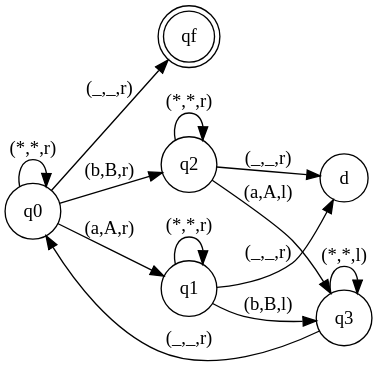 qf
(_,_,r)
(*,*,r)
(*,*,r)
(b,B,r)
q2
(_,_,r)
d
(a,A,l)
q0
(a,A,r)
(*,*,r)
(_,_,r)
(*,*,l)
q1
(b,B,l)
q3
(_,_,r)